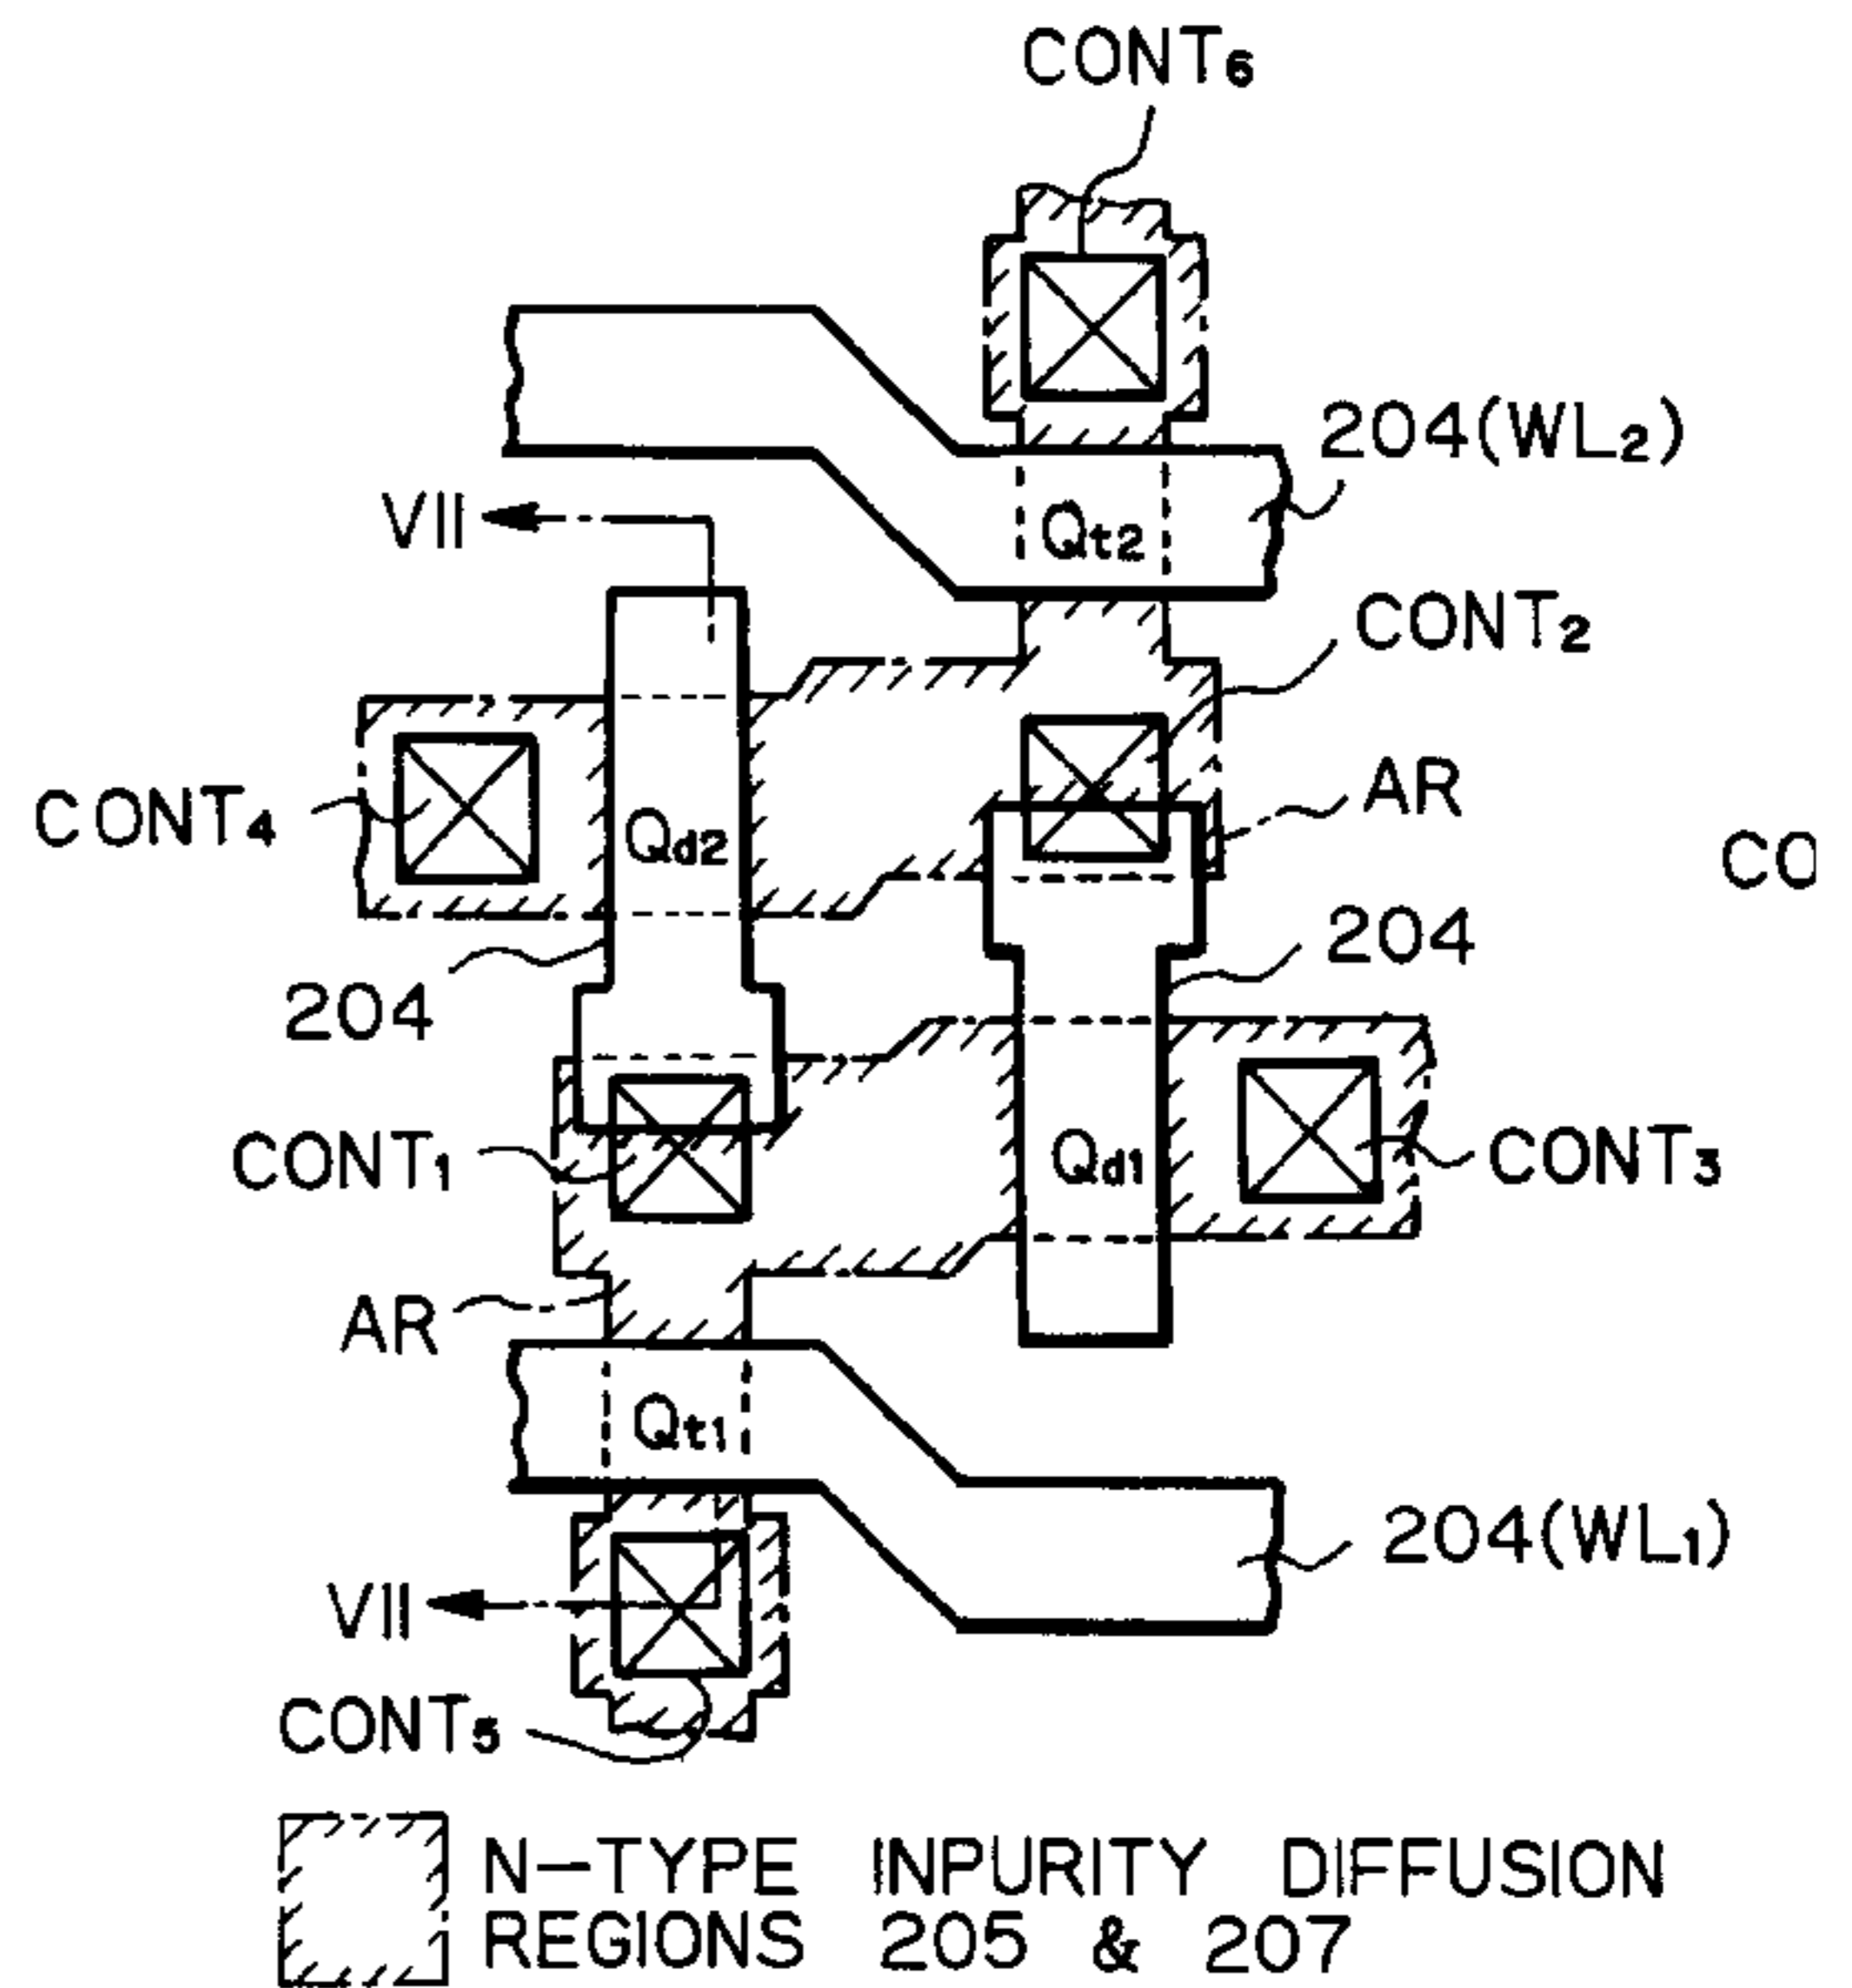 CONT6
204(WL2)
VII
Qt2
CONT2
AR
CONT4
Qd2
CO
204
204
CONT1
Qd1
CONT3
AR
Qt1
204(WL1)
VII
CONT5
N-TYPE INPURITY DIFFUSION
REGIONS 205 & 207